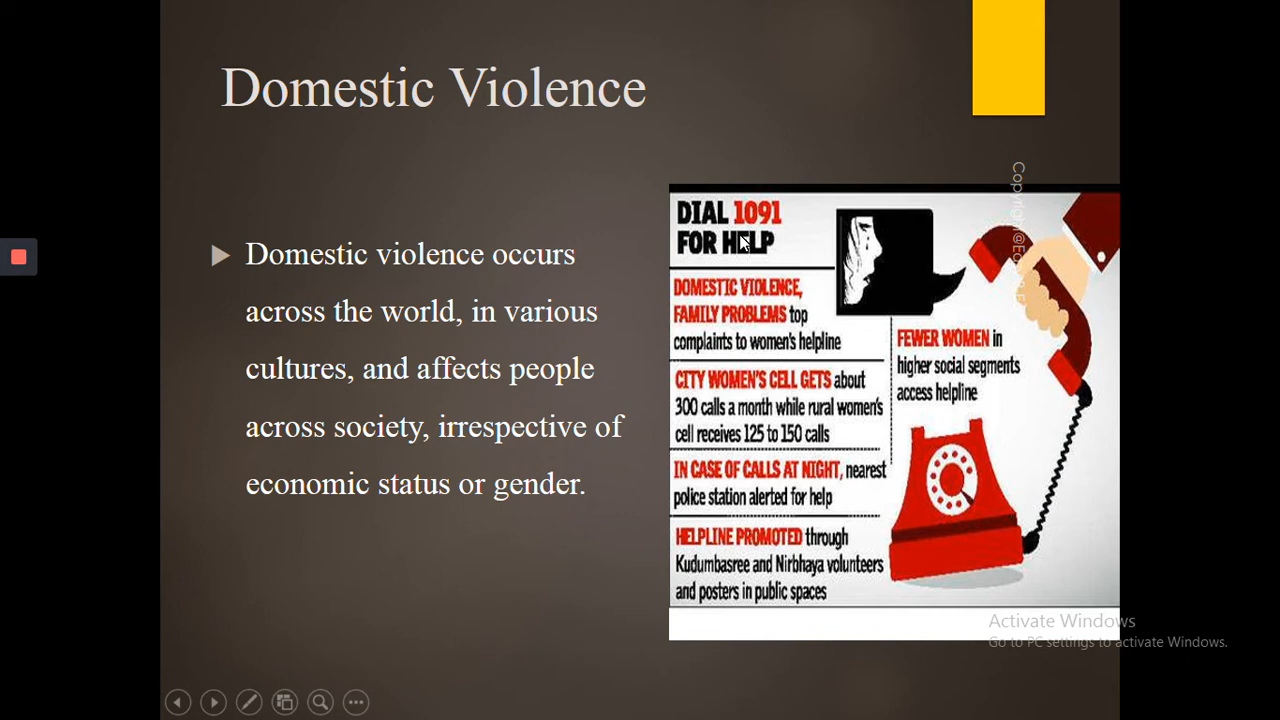 Domestic Violence
Domestic violence occurs
across the world, in various
cultures, and affects people
across society, irrespective of
economic status or gender.
DIAL 1091
FOR HELP
DOMESTIC VIOLENCE,
FAMILY PROBLEMS top
complaints to women's helpline
CITY WOMEN'S CELL GETS about
300 calls a month while rural women's
cell receives 125 to 150 calls
IN CASE OF CALLS AT NIGHT, nearest
police station alerted for help
HELPLINE PROMOTED through
Kudumbasree and Nirbhaya volunteers
and posters in public spaces
FEWER WOMEN in
higher social segments
access helpline
Activate Windows
Go to PC settings to activate Windows.